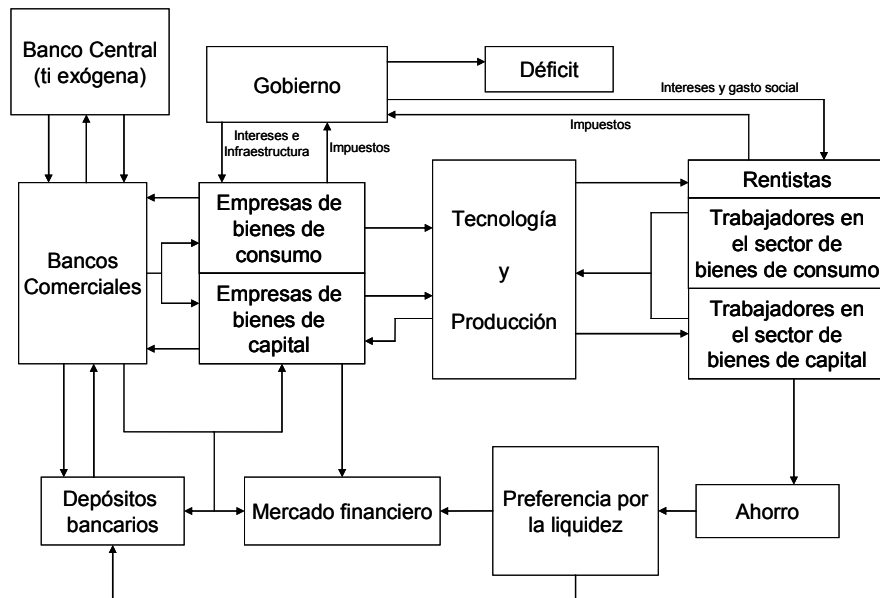 Banco Central
(ti exógena)
Gobierno
Déficit
Intereses y gasto social
Impuestos
Intereses e
Infraestructura
Impuestos
Bancos
Comerciales
Empresas de
bienes de
consumo
Empresas de
bienes de
capital
Tecnología
y
Producción
Rentistas
Trabajadores en
el sector de
bienes de consumo
Trabajadores en
el sector de
bienes de capital
Depósitos
bancarios
Mercado financiero
Preferencia por
la liquidez
Ahorro